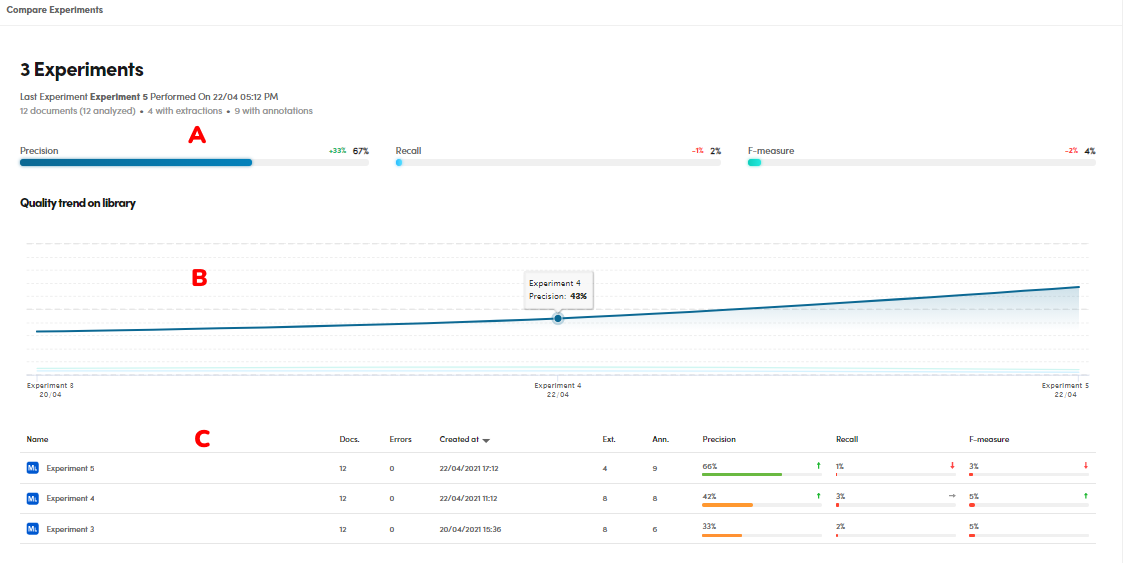 Compare Experiments
3 Experiments
Last Experiment Experiment 5 Performed On 22/04 05:12 PM
12 documents (12 analyzed) • 4 with extractions • 9 with annotations
A
Precision +33% 67% Recall -1% 2% F-measure -2% 4%
Quality trend on library
B
Experiment 4
Precision: 43%
Experiment 3 Experiment 4 Experiment 5
20/04 22/04 22/04
C
Name Docs. Errors Created at Ext. Ann. Precision Recall F-measure
ML Experiment 5 12 0 22/04/2021 17:12 4 9 66% ↑ 1% ↓ 3% ↓
ML Experiment 4 12 0 22/04/2021 11:12 8 8 42% ↑ 3% → 5% ↑
ML Experiment 3 12 0 20/04/2021 15:36 8 6 33% 2% 5%